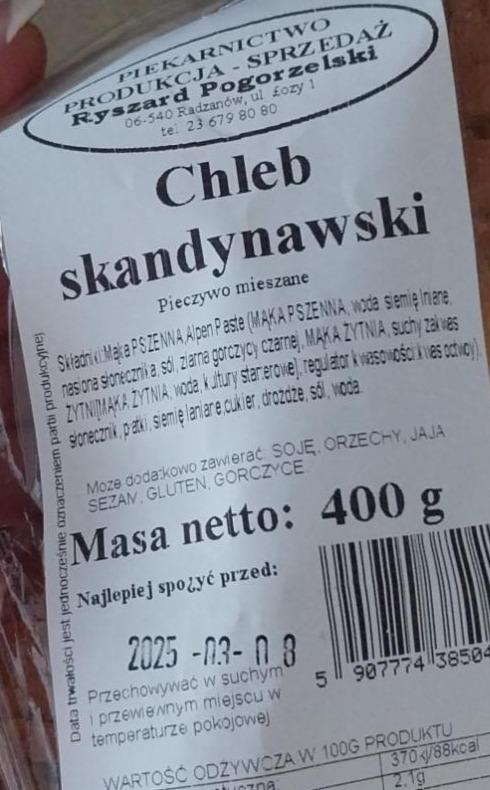 PIEKARNICTWO
PRODUKCJA - SPRZEDAŻ
Ryszard Pogorzelski
06-540 Radzanów, ul. Łozy 1
tel. 23 679 80 80
Chleb
skandynawski
Pieczywo mieszane
Składniki: Mąka PSZENNA, Alpen Paste (MĄKA PSZENNA, woda, siemię lniane,
nasiona słonecznika, sól, ziarna gorczycy czarnej, MĄKA ŻYTNIA, suchy zakwas
ŻYTNI[MĄKA ŻYTNIA, woda, kultury starterowe], regulator kwasowości: kwas octowy),
słonecznik, płatki, siemię laniane, cukier, drożdże, sól, woda.
Może dodatkowo zawierać: SOJĘ, ORZECHY, JAJA
SEZAM, GLUTEN, GORCZYCE
Masa netto: 400 g
Najlepiej spożyć przed:
2025 -03- 08
Przechowywać w suchym
i przewiewnym miejscu w
temperaturze pokojowej
Data trwałości jest jednocześnie oznaczeniem partii produkcyjnej
5 907774 38504
WARTOŚĆ ODŻYWCZA W 100G PRODUKTU
370kj/88kcal
2,1g